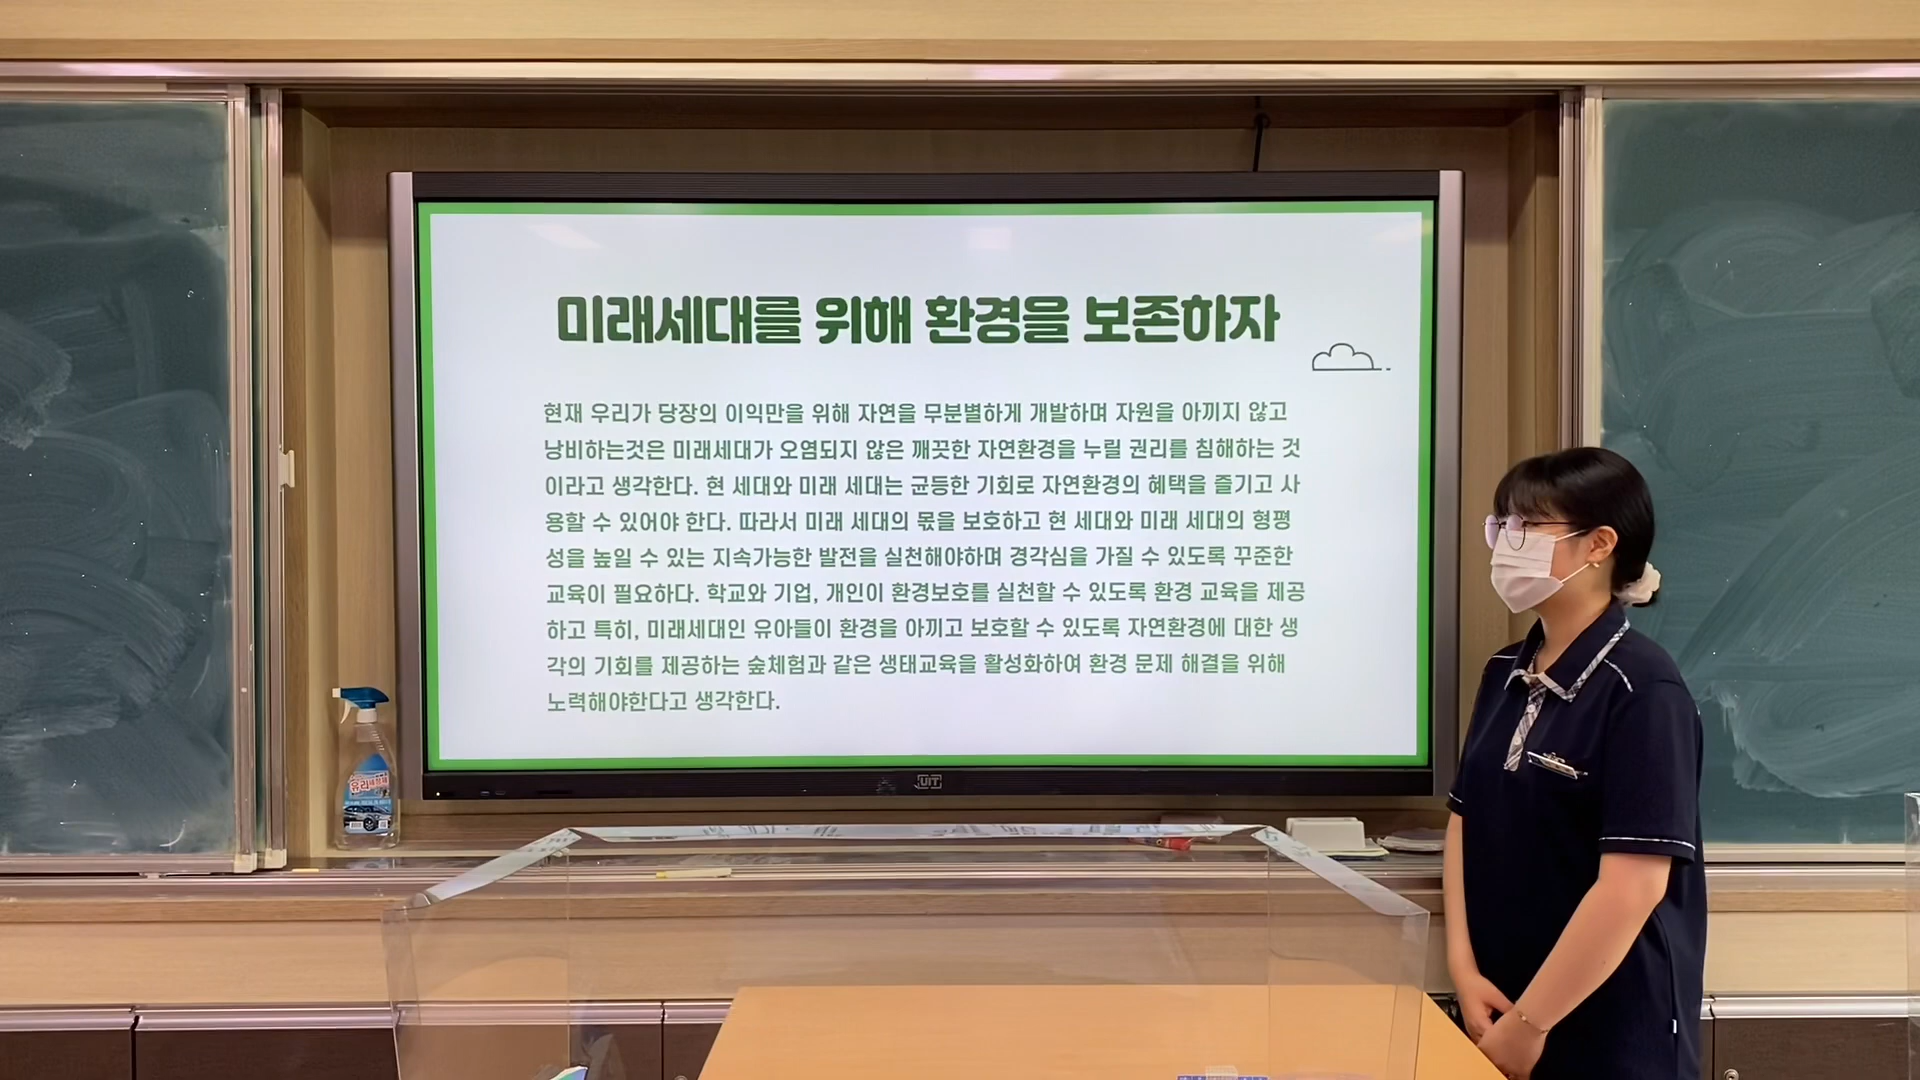 미래세대를 위해 환경을 보존하자
현재 우리가 당장의 이익만을 위해 자연을 무분별하게 개발하며 자원을 아끼지 않고
낭비하는것은 미래세대가 오염되지 않은 깨끗한 자연환경을 누릴 권리를 침해하는 것
이라고 생각한다. 현 세대와 미래 세대는 균등한 기회로 자연환경의 혜택을 즐기고 사
용할 수 있어야 한다. 따라서 미래 세대의 몫을 보호하고 현 세대와 미래 세대의 형평
성을 높일 수 있는 지속가능한 발전을 실천해야하며 경각심을 가질 수 있도록 꾸준한
교육이 필요하다. 학교와 기업, 개인이 환경보호를 실천할 수 있도록 환경 교육을 제공
하고 특히, 미래세대인 유아들이 환경을 아끼고 보호할 수 있도록 자연환경에 대한 생
각의 기회를 제공하는 숲체험과 같은 생태교육을 활성화하여 환경 문제 해결을 위해
노력해야한다고 생각한다.
UIT
유리세정제